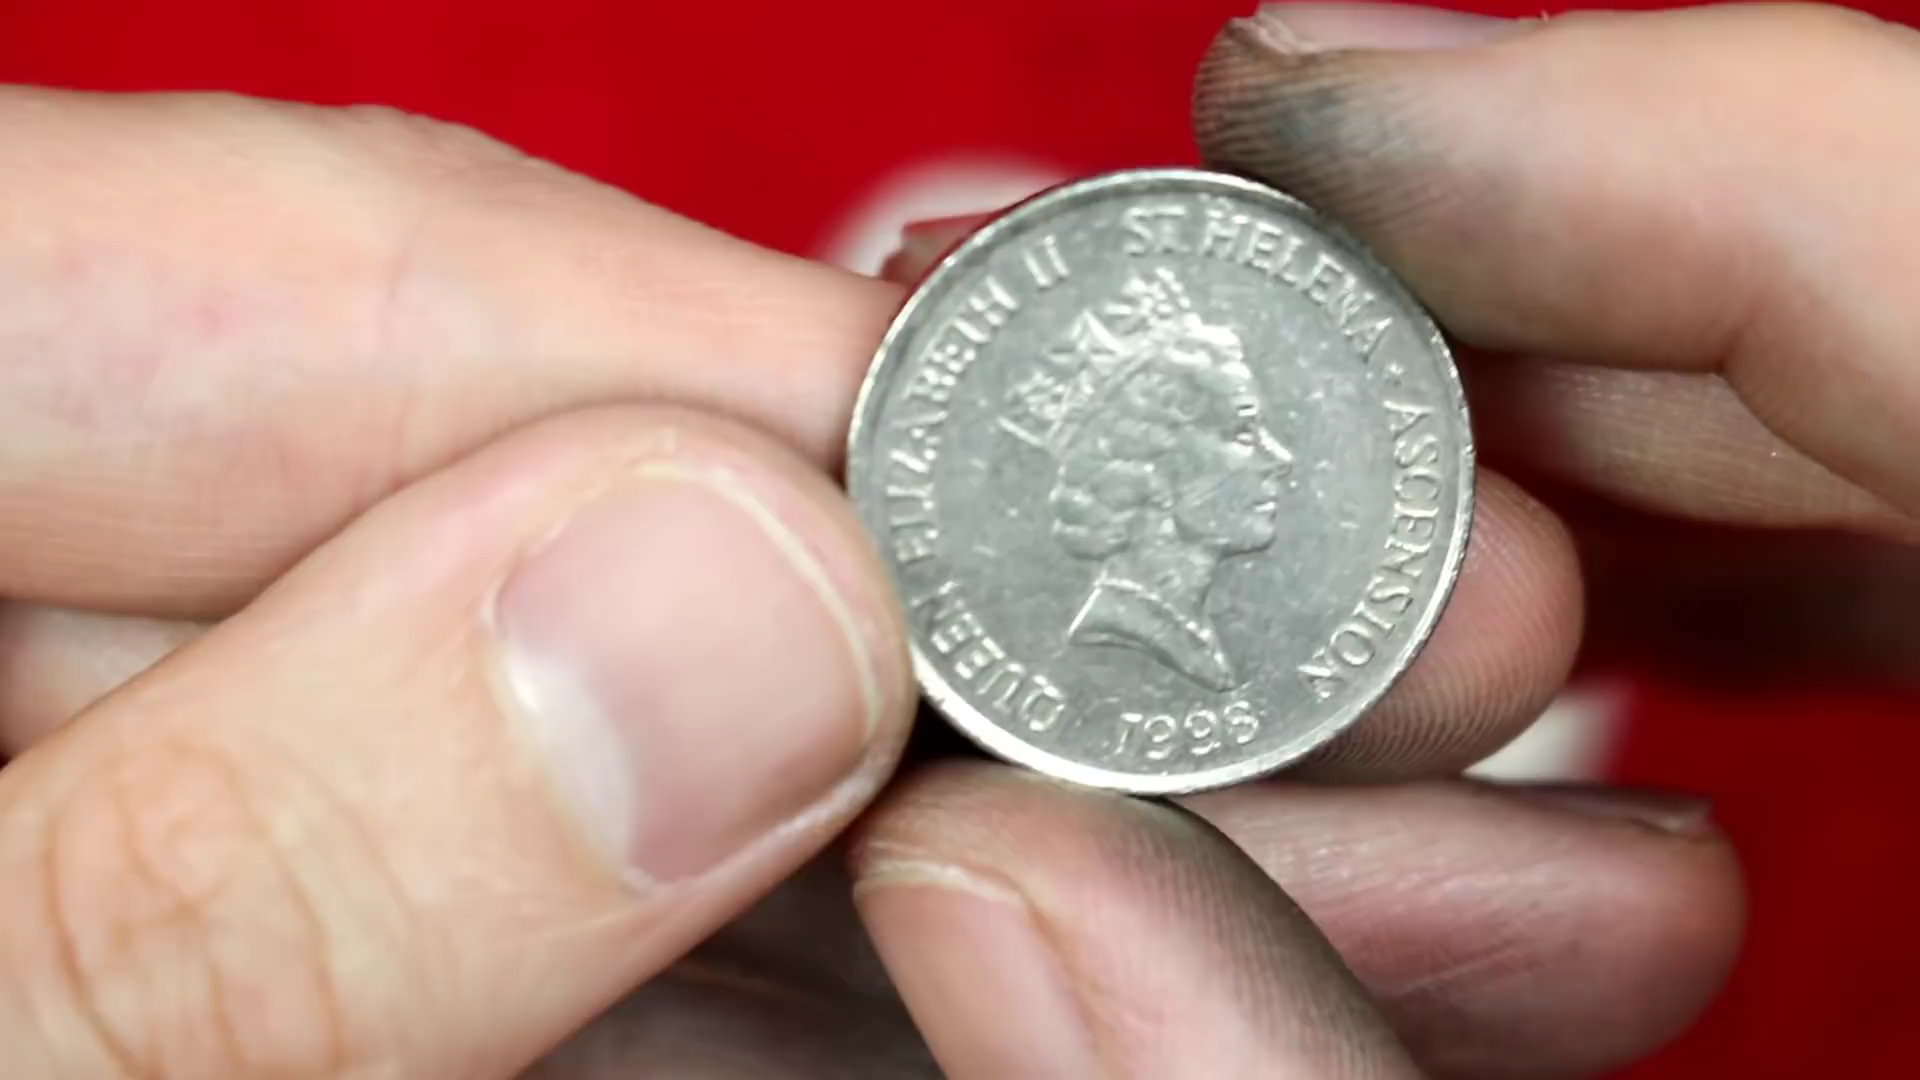 QUEEN ELIZABETH II
ST. HELENA · ASCENSION
1998